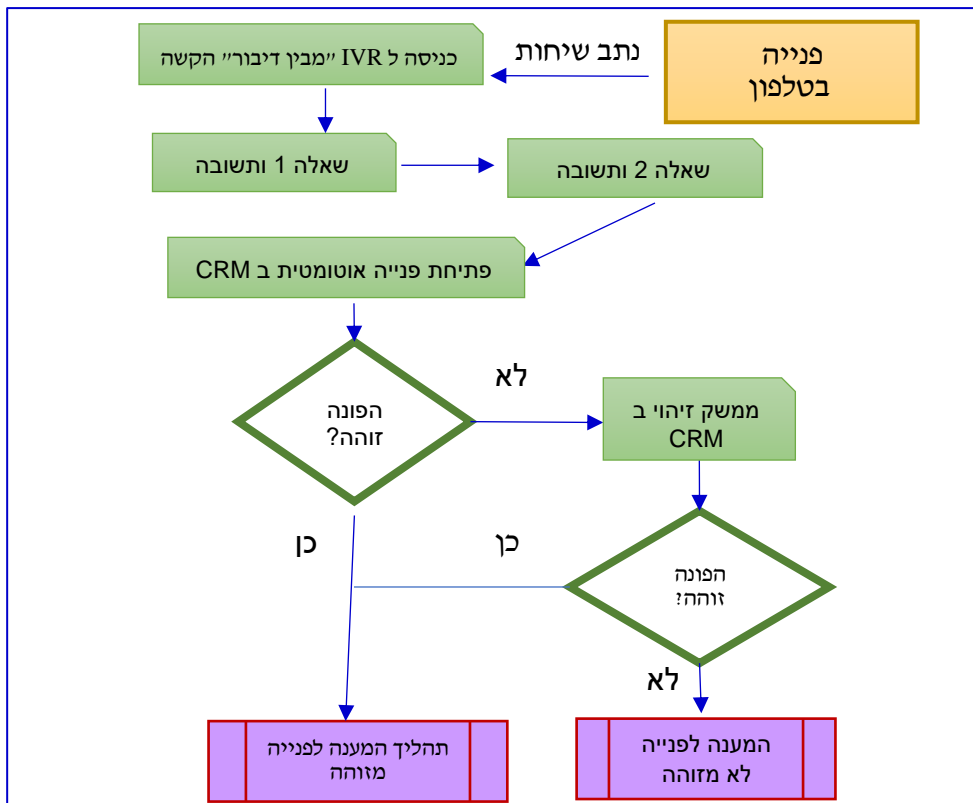 פנייה
בטלפון
נתב שיחות
כניסה ל IVR ״מבין דיבור״ הקשה
שאלה 1 ותשובה
שאלה 2 ותשובה
פתיחת פנייה אוטומטית ב CRM
הפונה
זוהה?
לא
ממשק זיהוי ב
CRM
כן
כן
הפונה
זוהה?
לא
תהליך המענה לפנייה
מזוהה
המענה לפנייה
לא מזוהה